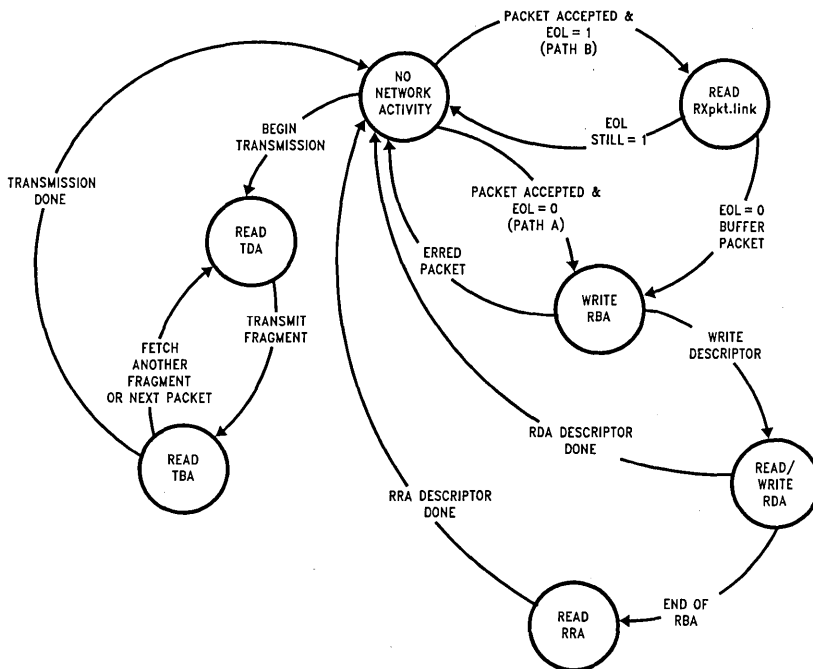 PACKET ACCEPTED &
EOL = 1
(PATH B)
NO
NETWORK
ACTIVITY
READ
RXpkt.link
EOL
STILL = 1
BEGIN
TRANSMISSION
TRANSMISSION
DONE
PACKET ACCEPTED &
EOL = 0
(PATH A)
EOL = 0
BUFFER
PACKET
READ
TDA
ERRED
PACKET
WRITE
RBA
TRANSMIT
FRAGMENT
WRITE
DESCRIPTOR
FETCH
ANOTHER
FRAGMENT
OR NEXT PACKET
RDA DESCRIPTOR
DONE
READ
TBA
READ/
WRITE
RDA
RRA DESCRIPTOR
DONE
END OF
RBA
READ
RRA